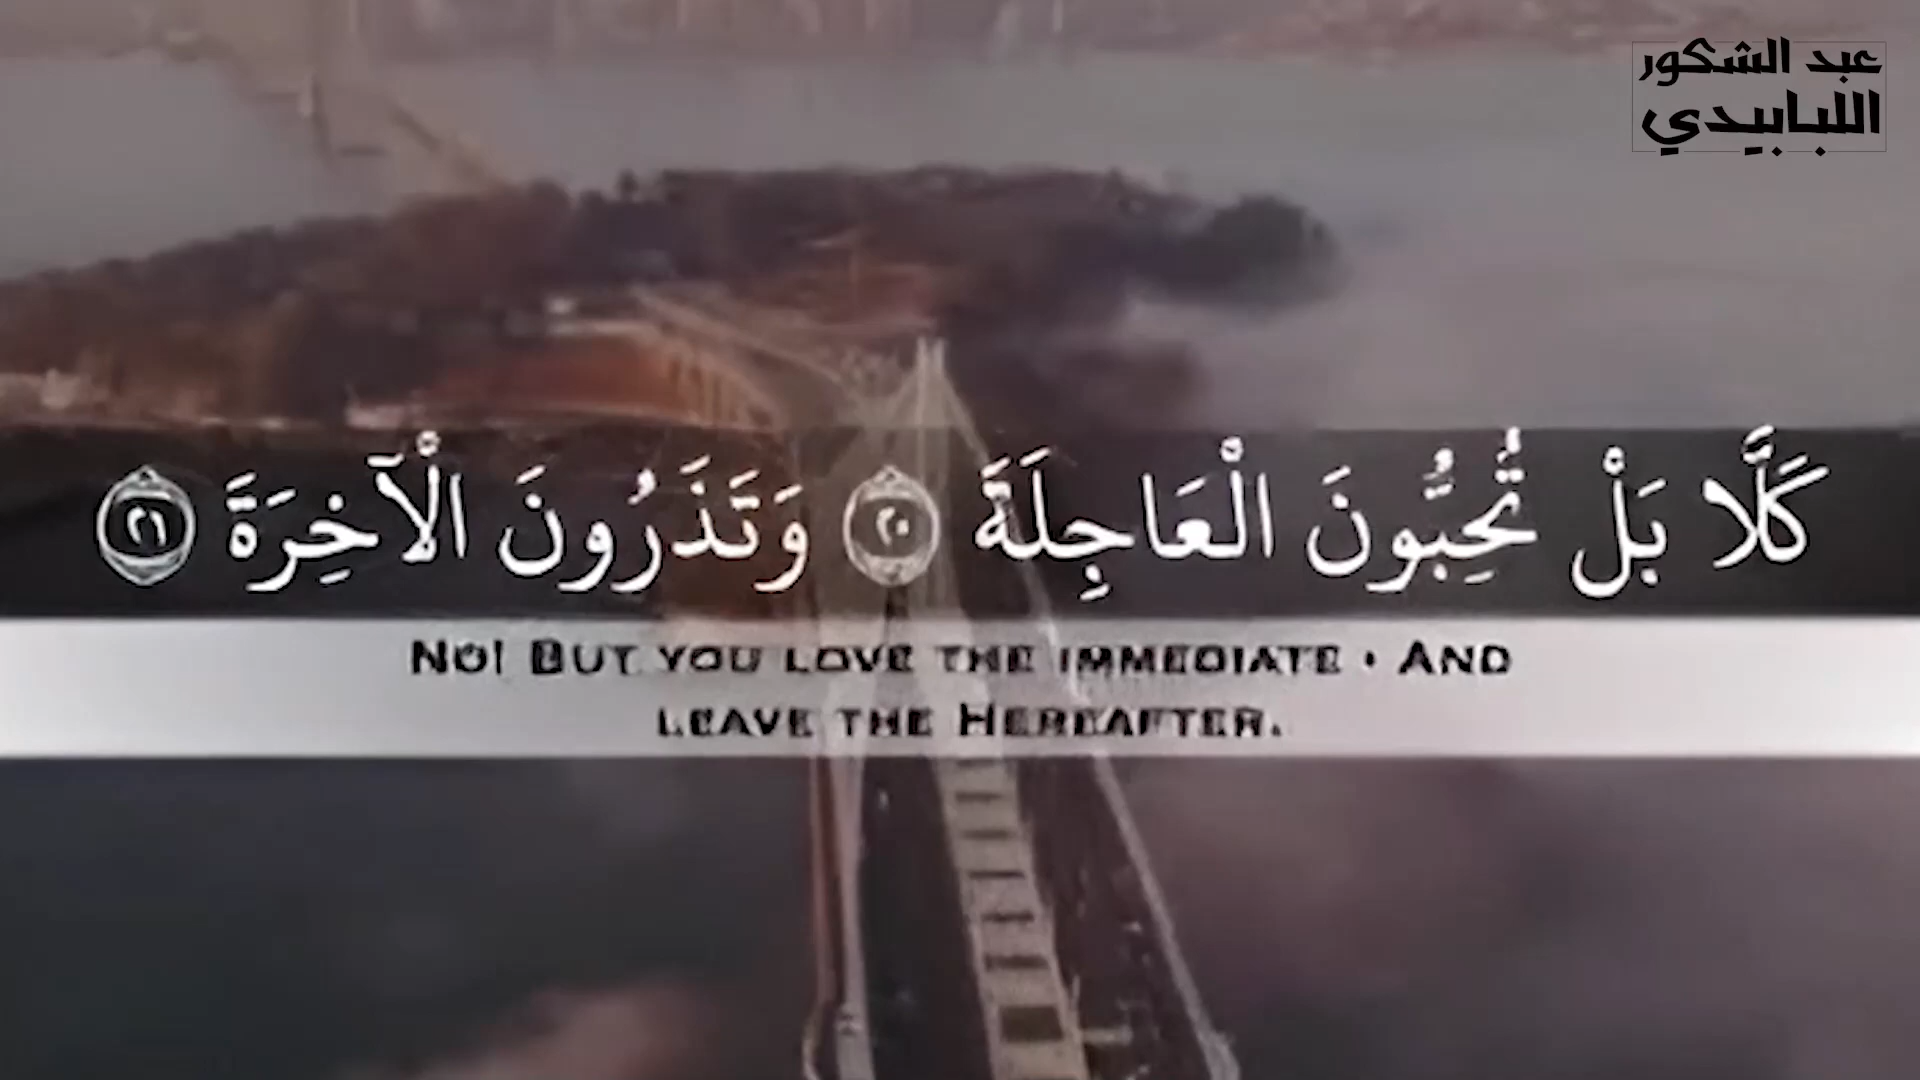 عبد الشكور
اللبابيدي
كَلَّا بَلْ تُحِبُّونَ الْعَاجِلَةَ ٢٠ وَتَذَرُونَ الْآخِرَةَ ٢١
No! But you love the immediate • And
leave the Hereafter.